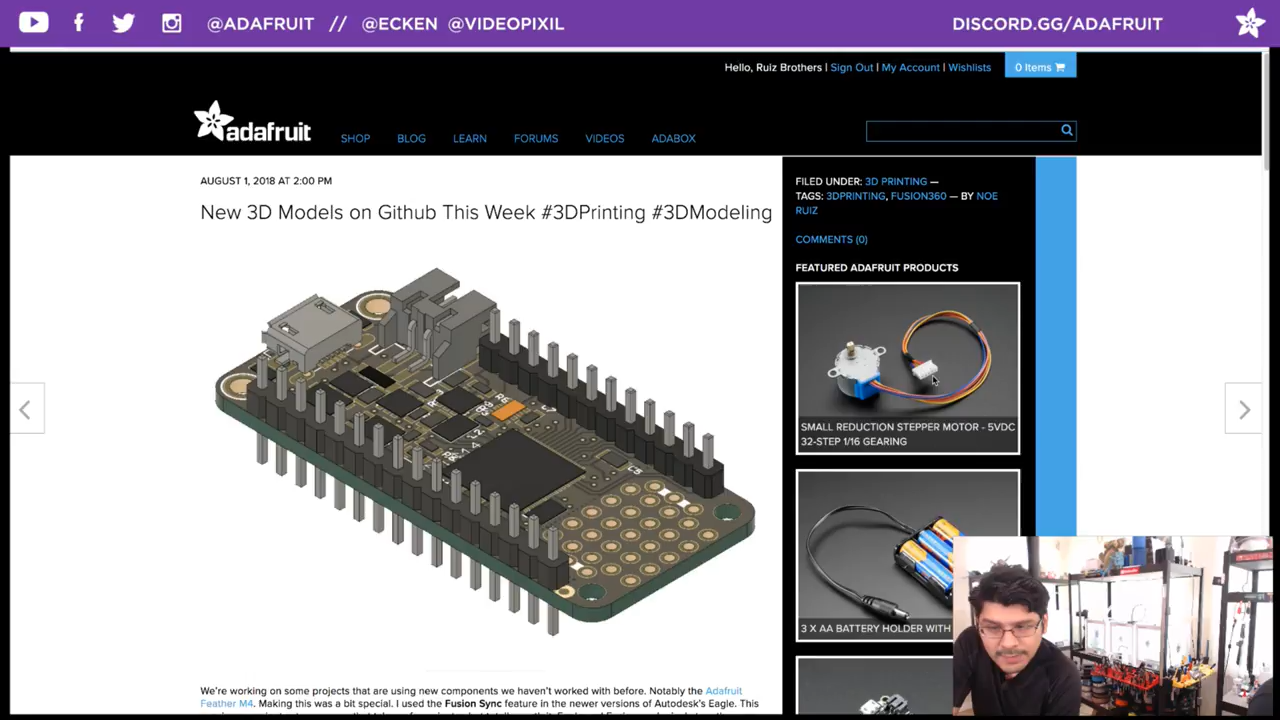 @ADAFRUIT // @ECKEN @VIDEOPIXIL
DISCORD.GG/ADAFRUIT
Hello, Ruiz Brothers | Sign Out | My Account | Wishlists
0 Items
adafruit
SHOP BLOG LEARN FORUMS VIDEOS ADABOX
AUGUST 1, 2018 AT 2:00 PM
New 3D Models on Github This Week #3DPrinting #3DModeling
We're working on some projects that are using new components we haven't worked with before. Notably the Adafruit
Feather M4. Making this was a bit special. I used the Fusion Sync feature in the newer versions of Autodesk's Eagle. This
FILED UNDER: 3D PRINTING —
TAGS: 3DPRINTING, FUSION360 — BY NOE
RUIZ
COMMENTS (0)
FEATURED ADAFRUIT PRODUCTS
SMALL REDUCTION STEPPER MOTOR - 5VDC
32-STEP 1/16 GEARING
3 X AA BATTERY HOLDER WITH